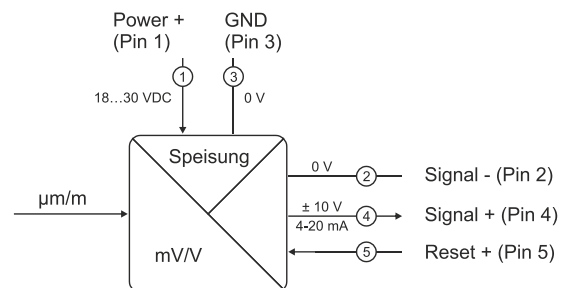 Power +
(Pin 1)
GND
(Pin 3)
1
3
18...30 VDC
0 V
Speisung
0 V
2
Signal - (Pin 2)
µm/m
± 10 V
4
Signal + (Pin 4)
4-20 mA
mV/V
5
Reset + (Pin 5)